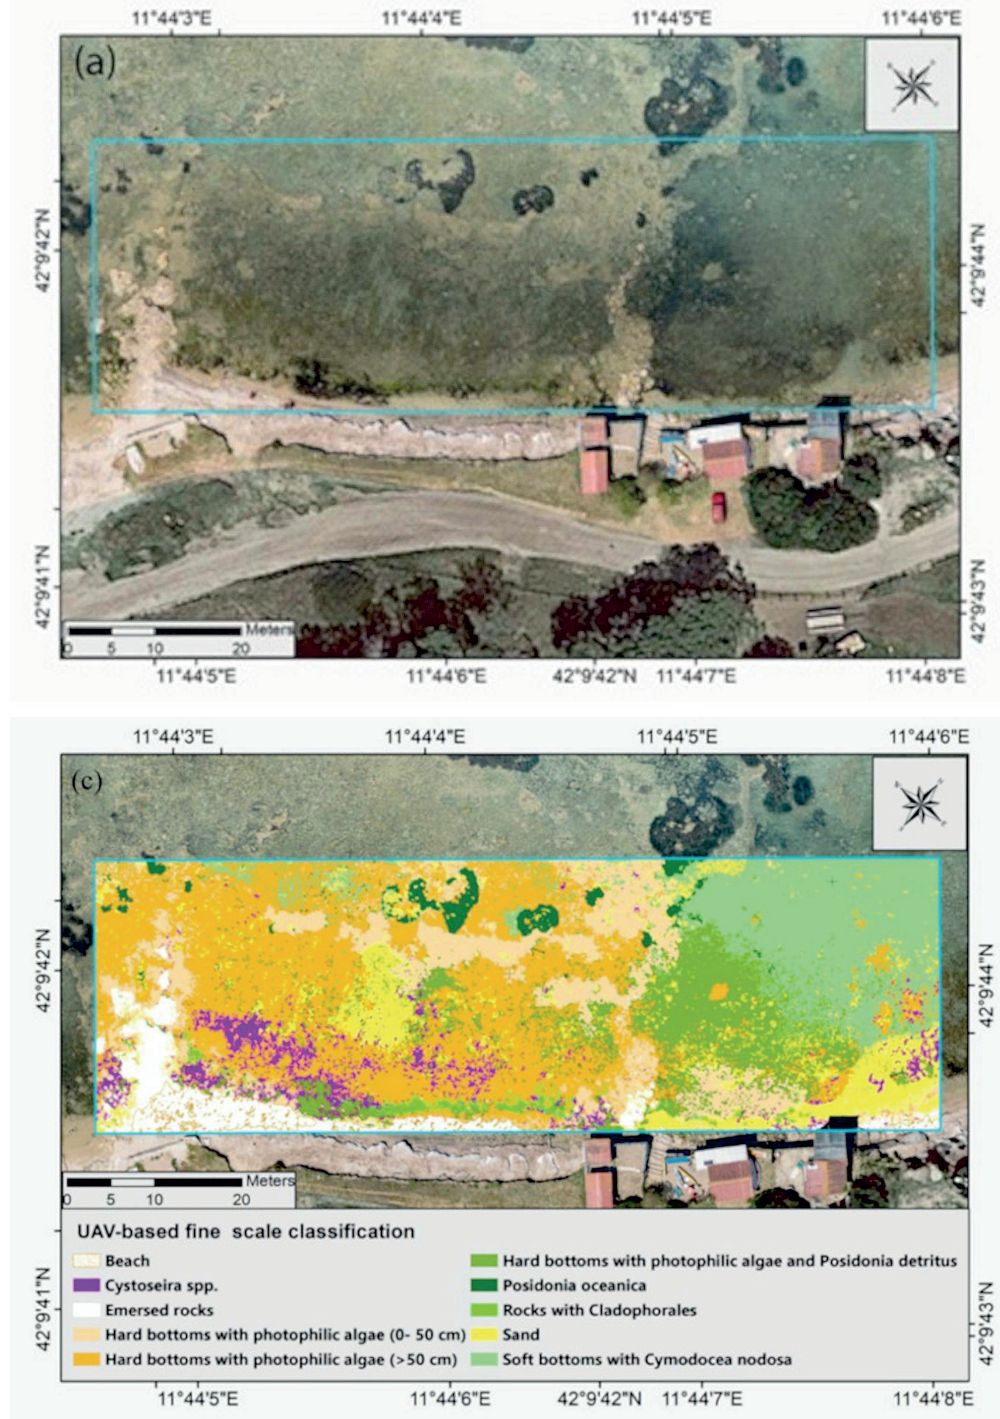 11°44'3"E 11°44'4"E 11°44'5"E 11°44'6"E
(a)
42°9'42"N
42°9'44"N
42°9'41"N
42°9'43"N
Meters
0 5 10 20
11°44'5"E 11°44'6"E 42°9'42"N 11°44'7"E 11°44'8"E
11°44'3"E 11°44'4"E 11°44'5"E 11°44'6"E
(c)
42°9'42"N
42°9'44"N
Meters
0 5 10 20
UAV-based fine scale classification
Beach
Cystoseira spp.
Emersed rocks
Hard bottoms with photophilic algae (0- 50 cm)
Hard bottoms with photophilic algae (>50 cm)
Hard bottoms with photophilic algae and Posidonia detritus
Posidonia oceanica
Rocks with Cladophorales
Sand
Soft bottoms with Cymodocea nodosa
42°9'41"N
42°9'43"N
11°44'5"E 11°44'6"E 42°9'42"N 11°44'7"E 11°44'8"E